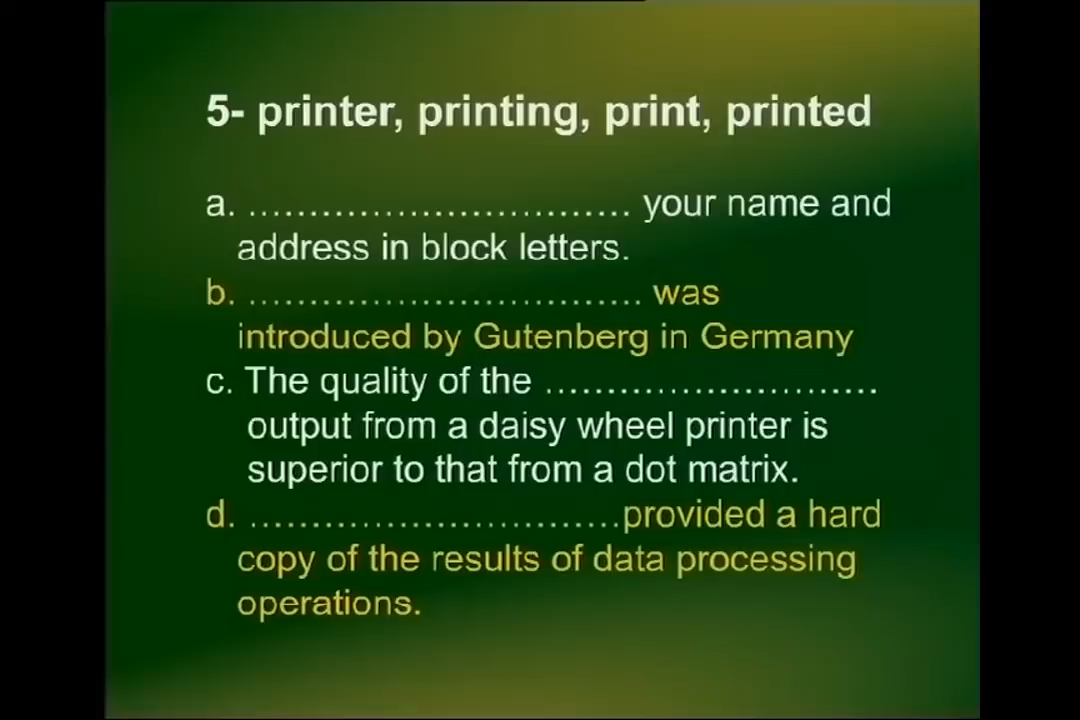 5- printer, printing, print, printed
a. ................................ your name and
address in block letters.
b. ................................. was
introduced by Gutenberg in Germany
c. The quality of the ............................
output from a daisy wheel printer is
superior to that from a dot matrix.
d. ...............................provided a hard
copy of the results of data processing
operations.